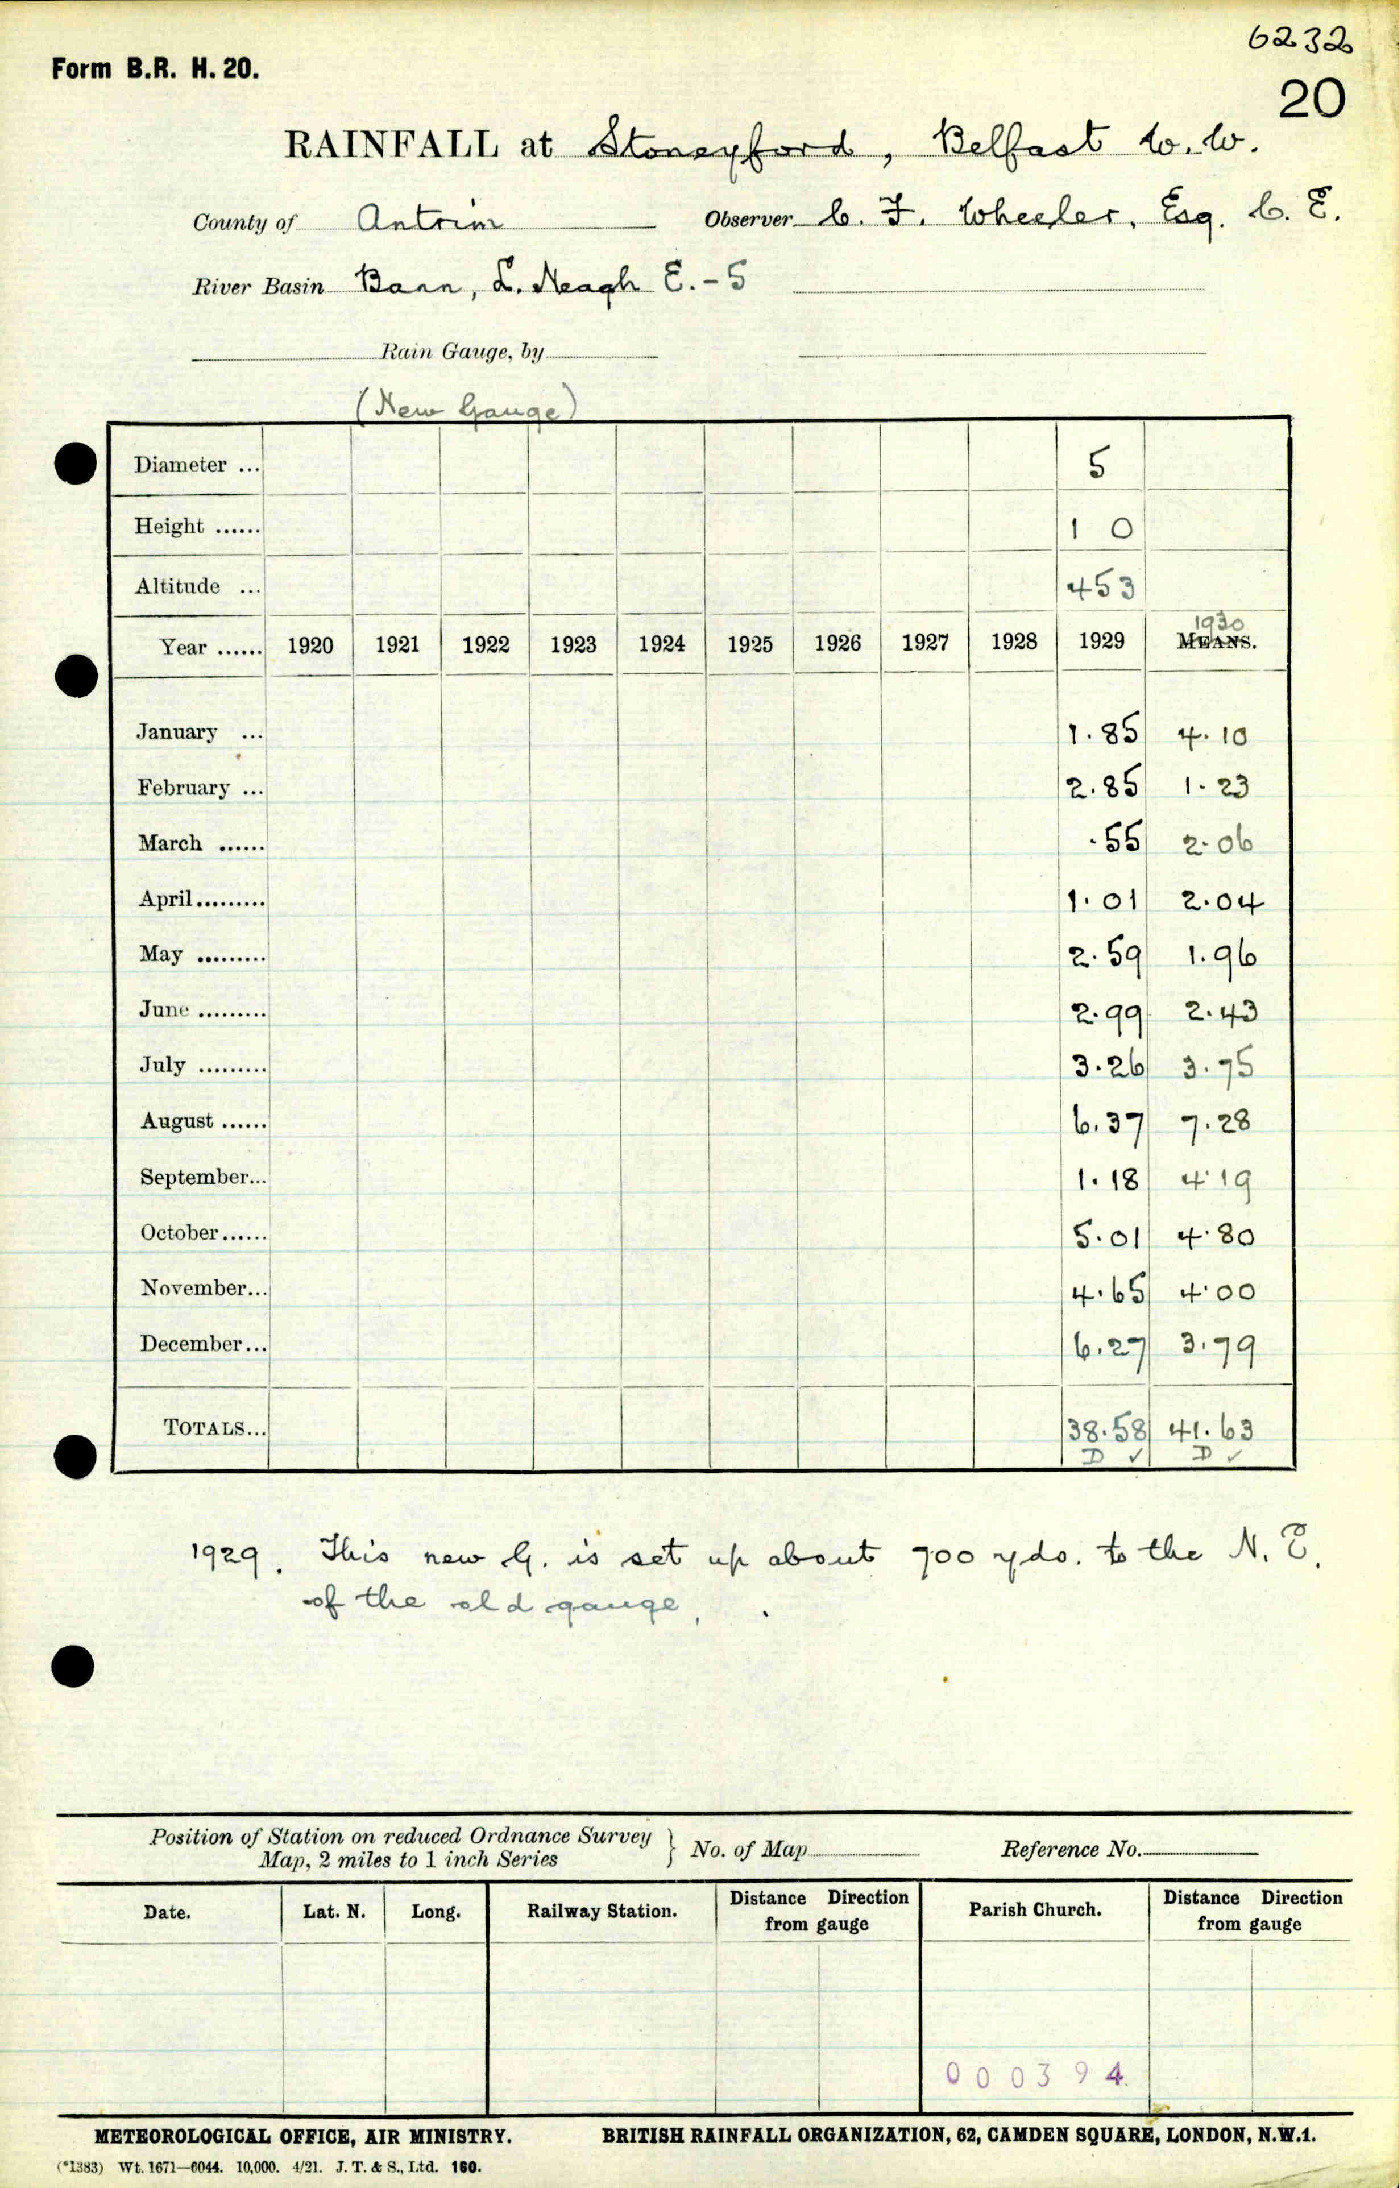 6232
Form B.R. H. 20.
20
RAINFALL at Stoneyford, Belfast W. W.
County of Antrim Observer C. F. Wheeler, Esq. C. E.
River Basin Bann, L. Neagh E. - 5
Rain Gauge, by
(New Gauge)
Diameter ... 5
Height ...... 1 0
Altitude ... 453
Year ...... 1920 1921 1922 1923 1924 1925 1926 1927 1928 1929 1930 MEANS.
January ... 1.85 4.10
February ... 2.85 1.23
March ...... .55 2.06
April......... 1.01 2.04
May ......... 2.59 1.96
June ......... 2.99 2.43
July ......... 3.26 3.75
August ...... 6.37 7.28
September... 1.18 4.19
October...... 5.01 4.80
November... 4.65 4.00
December... 6.27 3.79
TOTALS... 38.58 41.63
D ✓ D ✓
1929. This new G. is set up about 700 yds. to the N. E.
of the old gauge.
Position of Station on reduced Ordnance Survey
Map, 2 miles to 1 inch Series } No. of Map Reference No.
Date. Lat. N. Long. Railway Station. Distance Direction from gauge Parish Church. Distance Direction from gauge
000394
METEOROLOGICAL OFFICE, AIR MINISTRY. BRITISH RAINFALL ORGANIZATION, 62, CAMDEN SQUARE, LONDON, N.W.1.
(*1383) Wt. 1671—6044. 10,000. 4/21. J. T. & S., Ltd. 160.